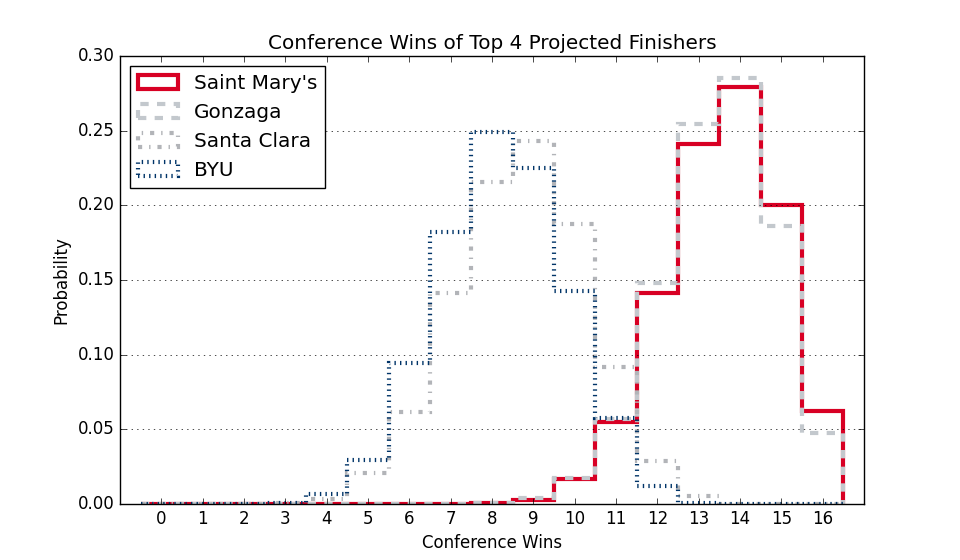 Conference Wins of Top 4 Projected Finishers
0.30
0.25
0.20
0.15
0.10
0.05
0.00
Probability
Saint Mary's
Gonzaga
Santa Clara
BYU
0 1 2 3 4 5 6 7 8 9 10 11 12 13 14 15 16
Conference Wins